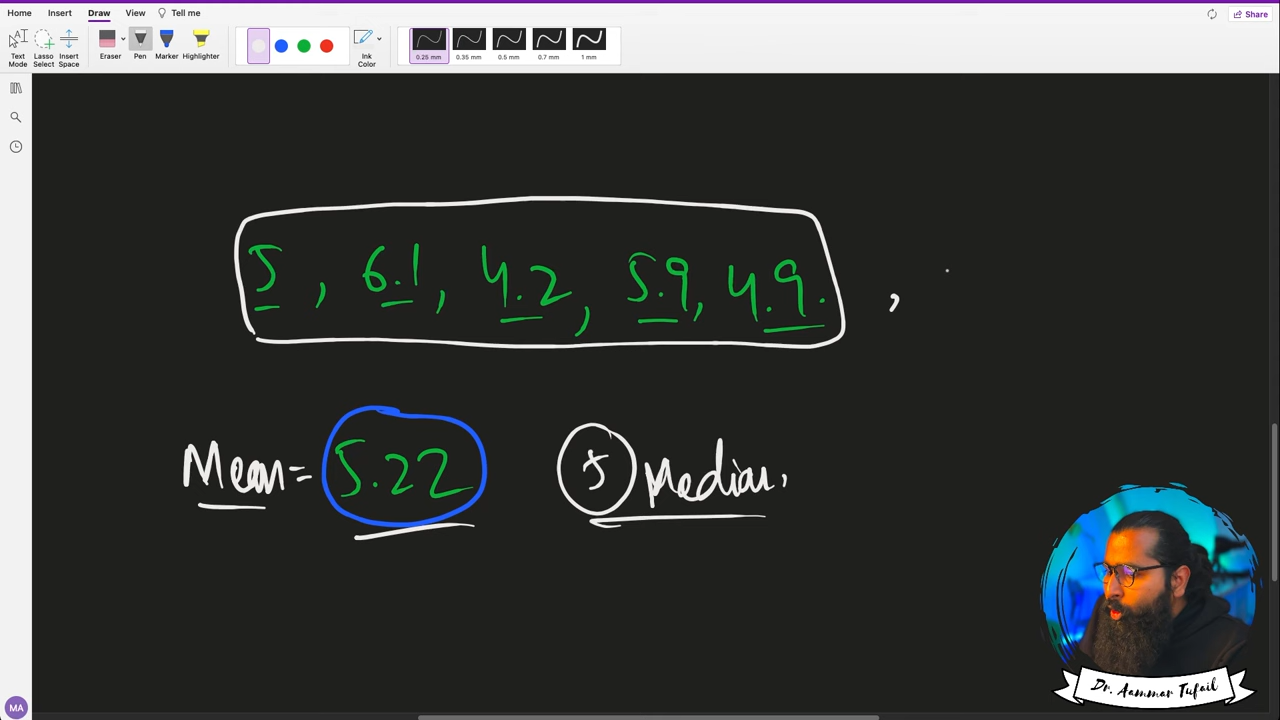 Home Insert Draw View Tell me
Share
Text Mode Lasso Select Insert Space Eraser Pen Marker Highlighter Ink Color 0.25 mm 0.35 mm 0.5 mm 0.7 mm 1 mm
5 , 6.1 , 4.2 , 5.9 , 4.9. ,
Mean = 5.22 5 Median,
Dr. Aammar Tufail
MA